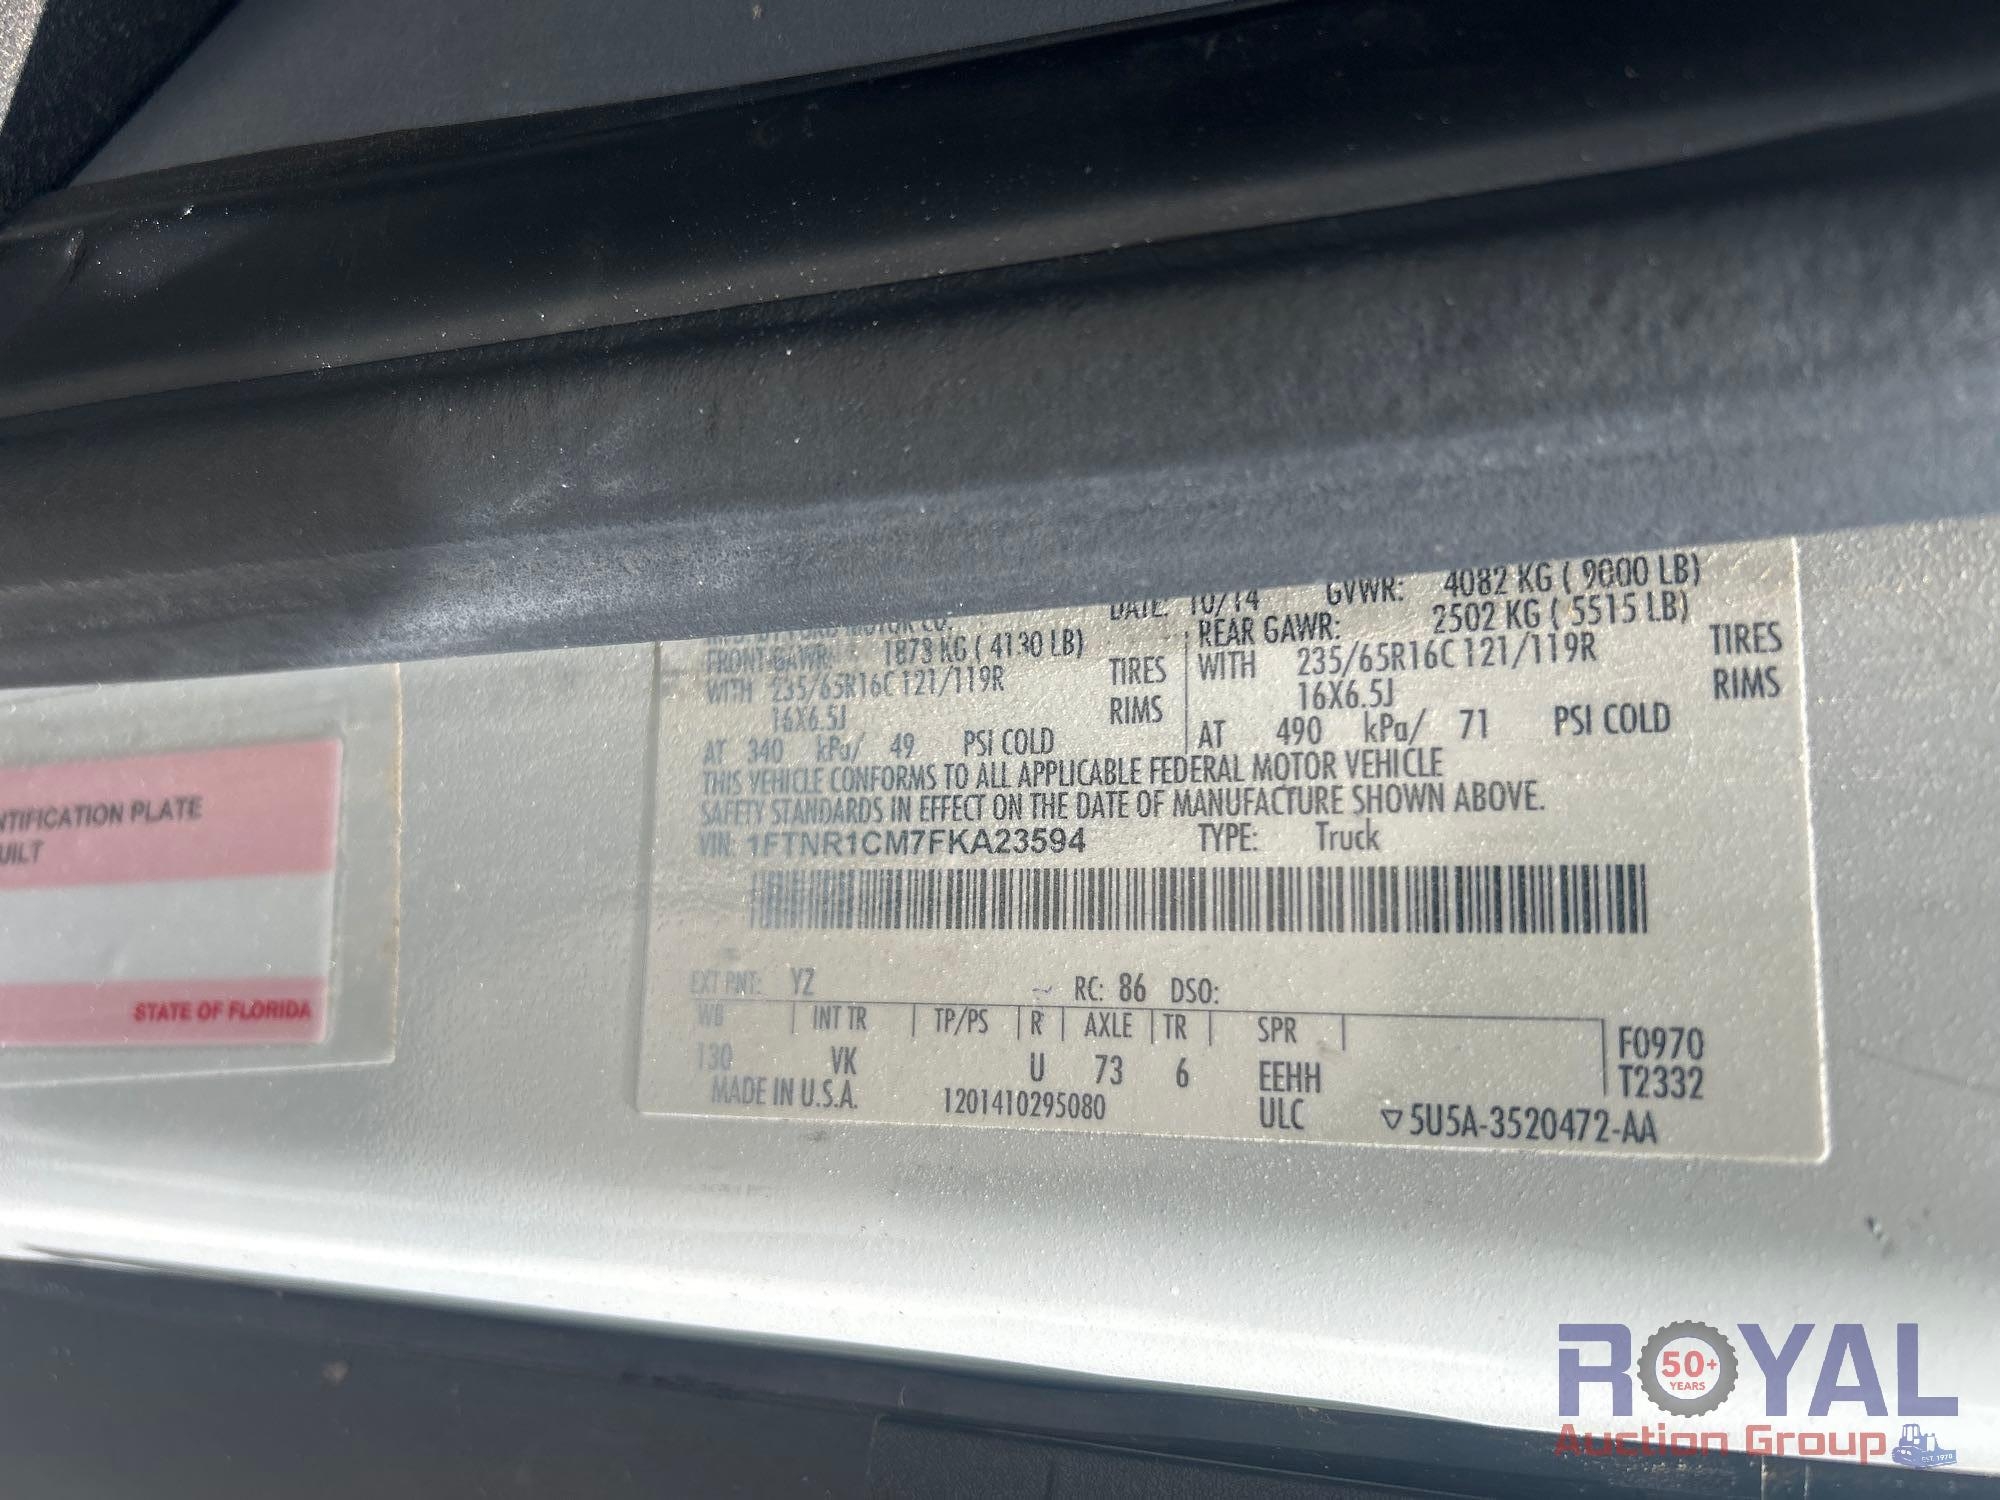 DATE: 10/14 GVWR: 4082 KG ( 9000 LB)
FRONT GAWR: 1873 KG ( 4130 LB) REAR GAWR: 2502 KG ( 5515 LB)
WITH 235/65R16C 121/119R TIRES WITH 235/65R16C 121/119R TIRES
16X6.5J RIMS 16X6.5J RIMS
AT 340 kPa/ 49 PSI COLD AT 490 kPa/ 71 PSI COLD
THIS VEHICLE CONFORMS TO ALL APPLICABLE FEDERAL MOTOR VEHICLE
SAFETY STANDARDS IN EFFECT ON THE DATE OF MANUFACTURE SHOWN ABOVE.
VIN: 1FTNR1CM7FKA23594 TYPE: Truck
EXT PNT: YZ RC: 86 DSO:
WB INT TR TP/PS R AXLE TR SPR
130 VK U 73 6 EEHH
F0970
T2332
MADE IN U.S.A. 1201410295080 ULC 5U5A-3520472-AA
NTIFICATION PLATE
UILT
STATE OF FLORIDA
ROYAL
50+
YEARS
Auction Group
EST. 1970